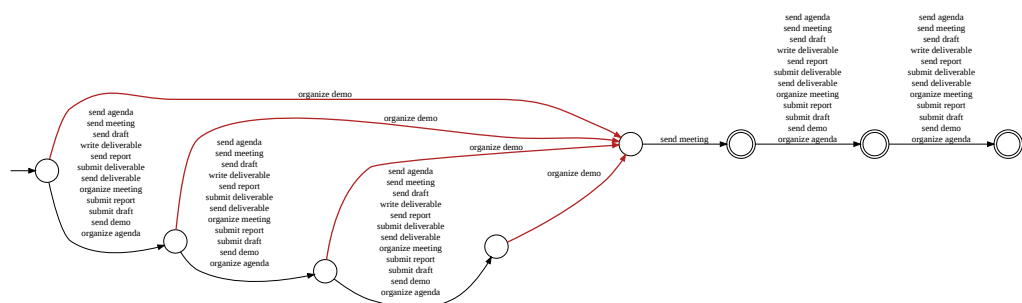 send agenda
send meeting
send draft
write deliverable
send report
submit deliverable
send deliverable
organize meeting
submit report
submit draft
send demo
organize agenda
organize demo
send agenda
send meeting
send draft
write deliverable
send report
submit deliverable
send deliverable
organize meeting
submit report
submit draft
send demo
organize agenda
organize demo
send agenda
send meeting
send draft
write deliverable
send report
submit deliverable
send deliverable
organize meeting
submit report
submit draft
send demo
organize agenda
organize demo
organize demo
send meeting
send agenda
send meeting
send draft
write deliverable
send report
submit deliverable
send deliverable
organize meeting
submit report
submit draft
send demo
organize agenda
send agenda
send meeting
send draft
write deliverable
send report
submit deliverable
send deliverable
organize meeting
submit report
submit draft
send demo
organize agenda